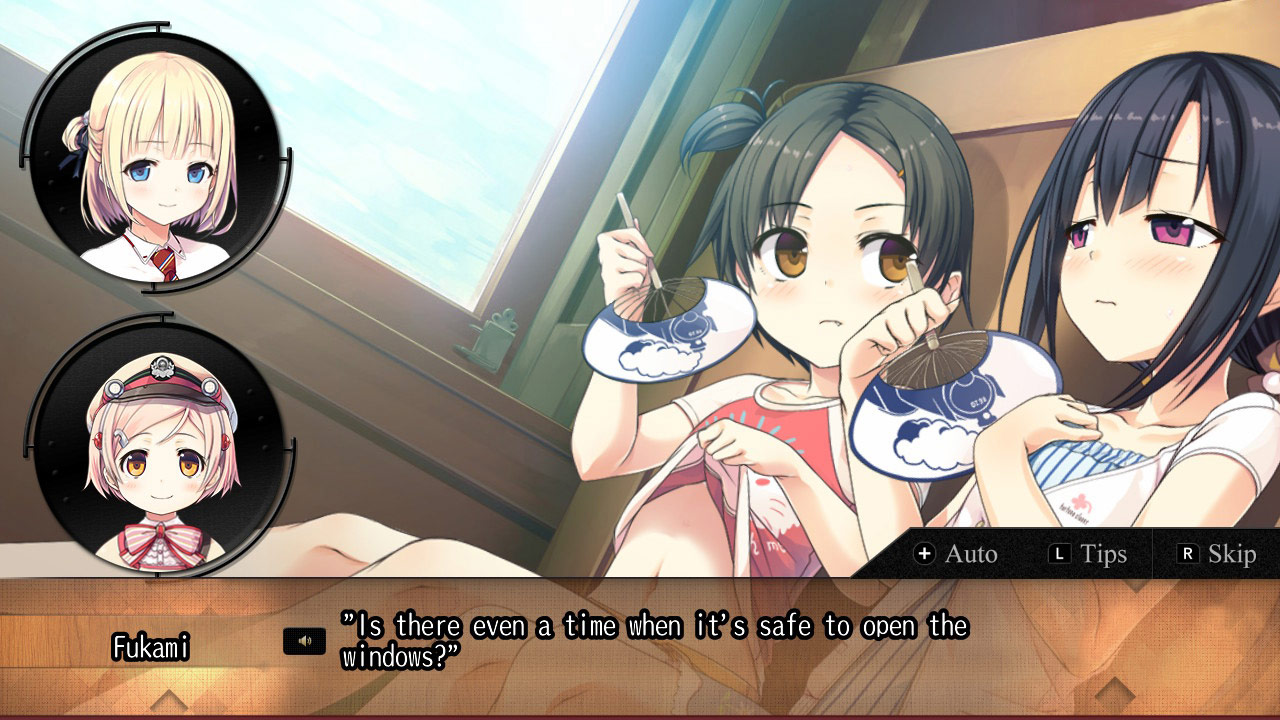 + Auto
L Tips
R Skip
Fukami
"Is there even a time when it's safe to open the
windows?"